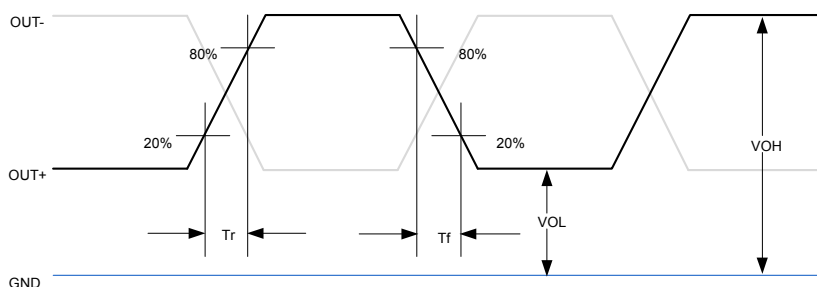 OUT-
80%
80%
20%
20%
VOH
OUT+
VOL
Tr
Tf
GND